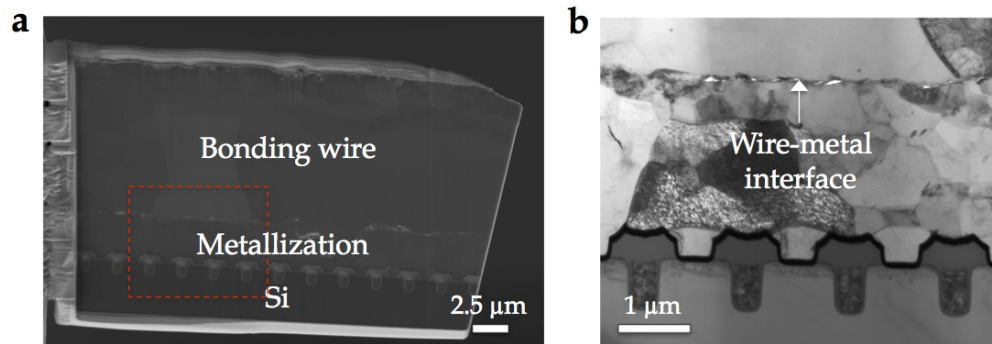 a
Bonding wire
Metallization
Si
2.5 μm
b
Wire-metal
interface
1 μm